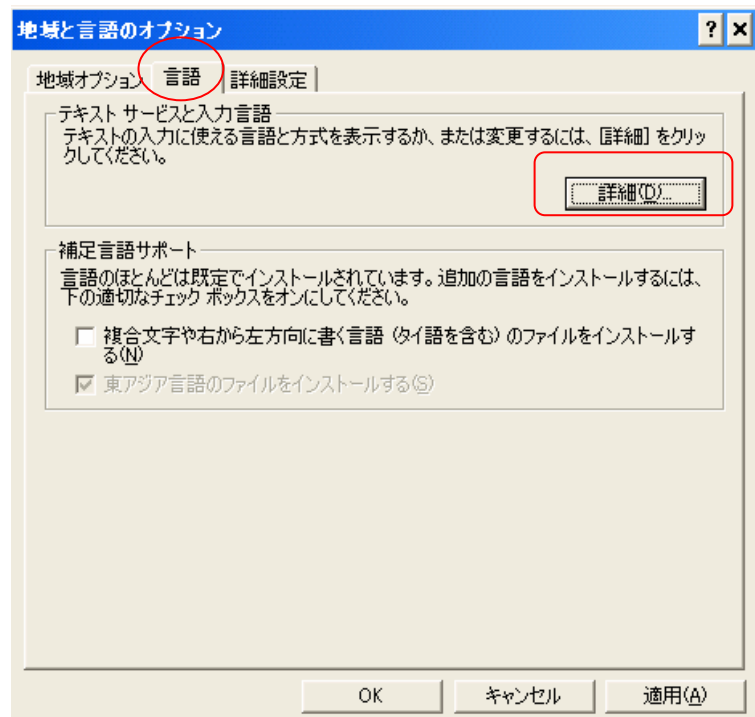 地域と言語のオプション
地域オプション 言語 詳細設定
テキスト サービスと入力言語
テキストの入力に使える言語と方式を表示するか、または変更するには、[詳細] をクリッ
クしてください。
詳細(D)...
補足言語サポート
言語のほとんどは既定でインストールされています。追加の言語をインストールするには、
下の適切なチェック ボックスをオンにしてください。
複合文字や右から左方向に書く言語 (タイ語を含む) のファイルをインストールす
る(N)
東アジア言語のファイルをインストールする(S)
OK キャンセル 適用(A)